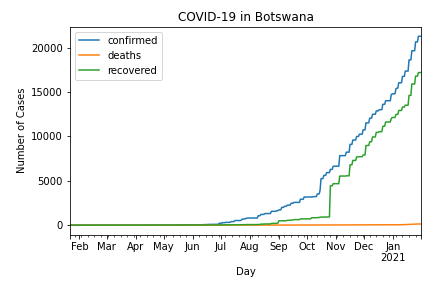 COVID-19 in Botswana
confirmed
deaths
recovered
Number of Cases
20000
15000
10000
5000
0
Feb Mar Apr May Jun Jul Aug Sep Oct Nov Dec Jan
2021
Day